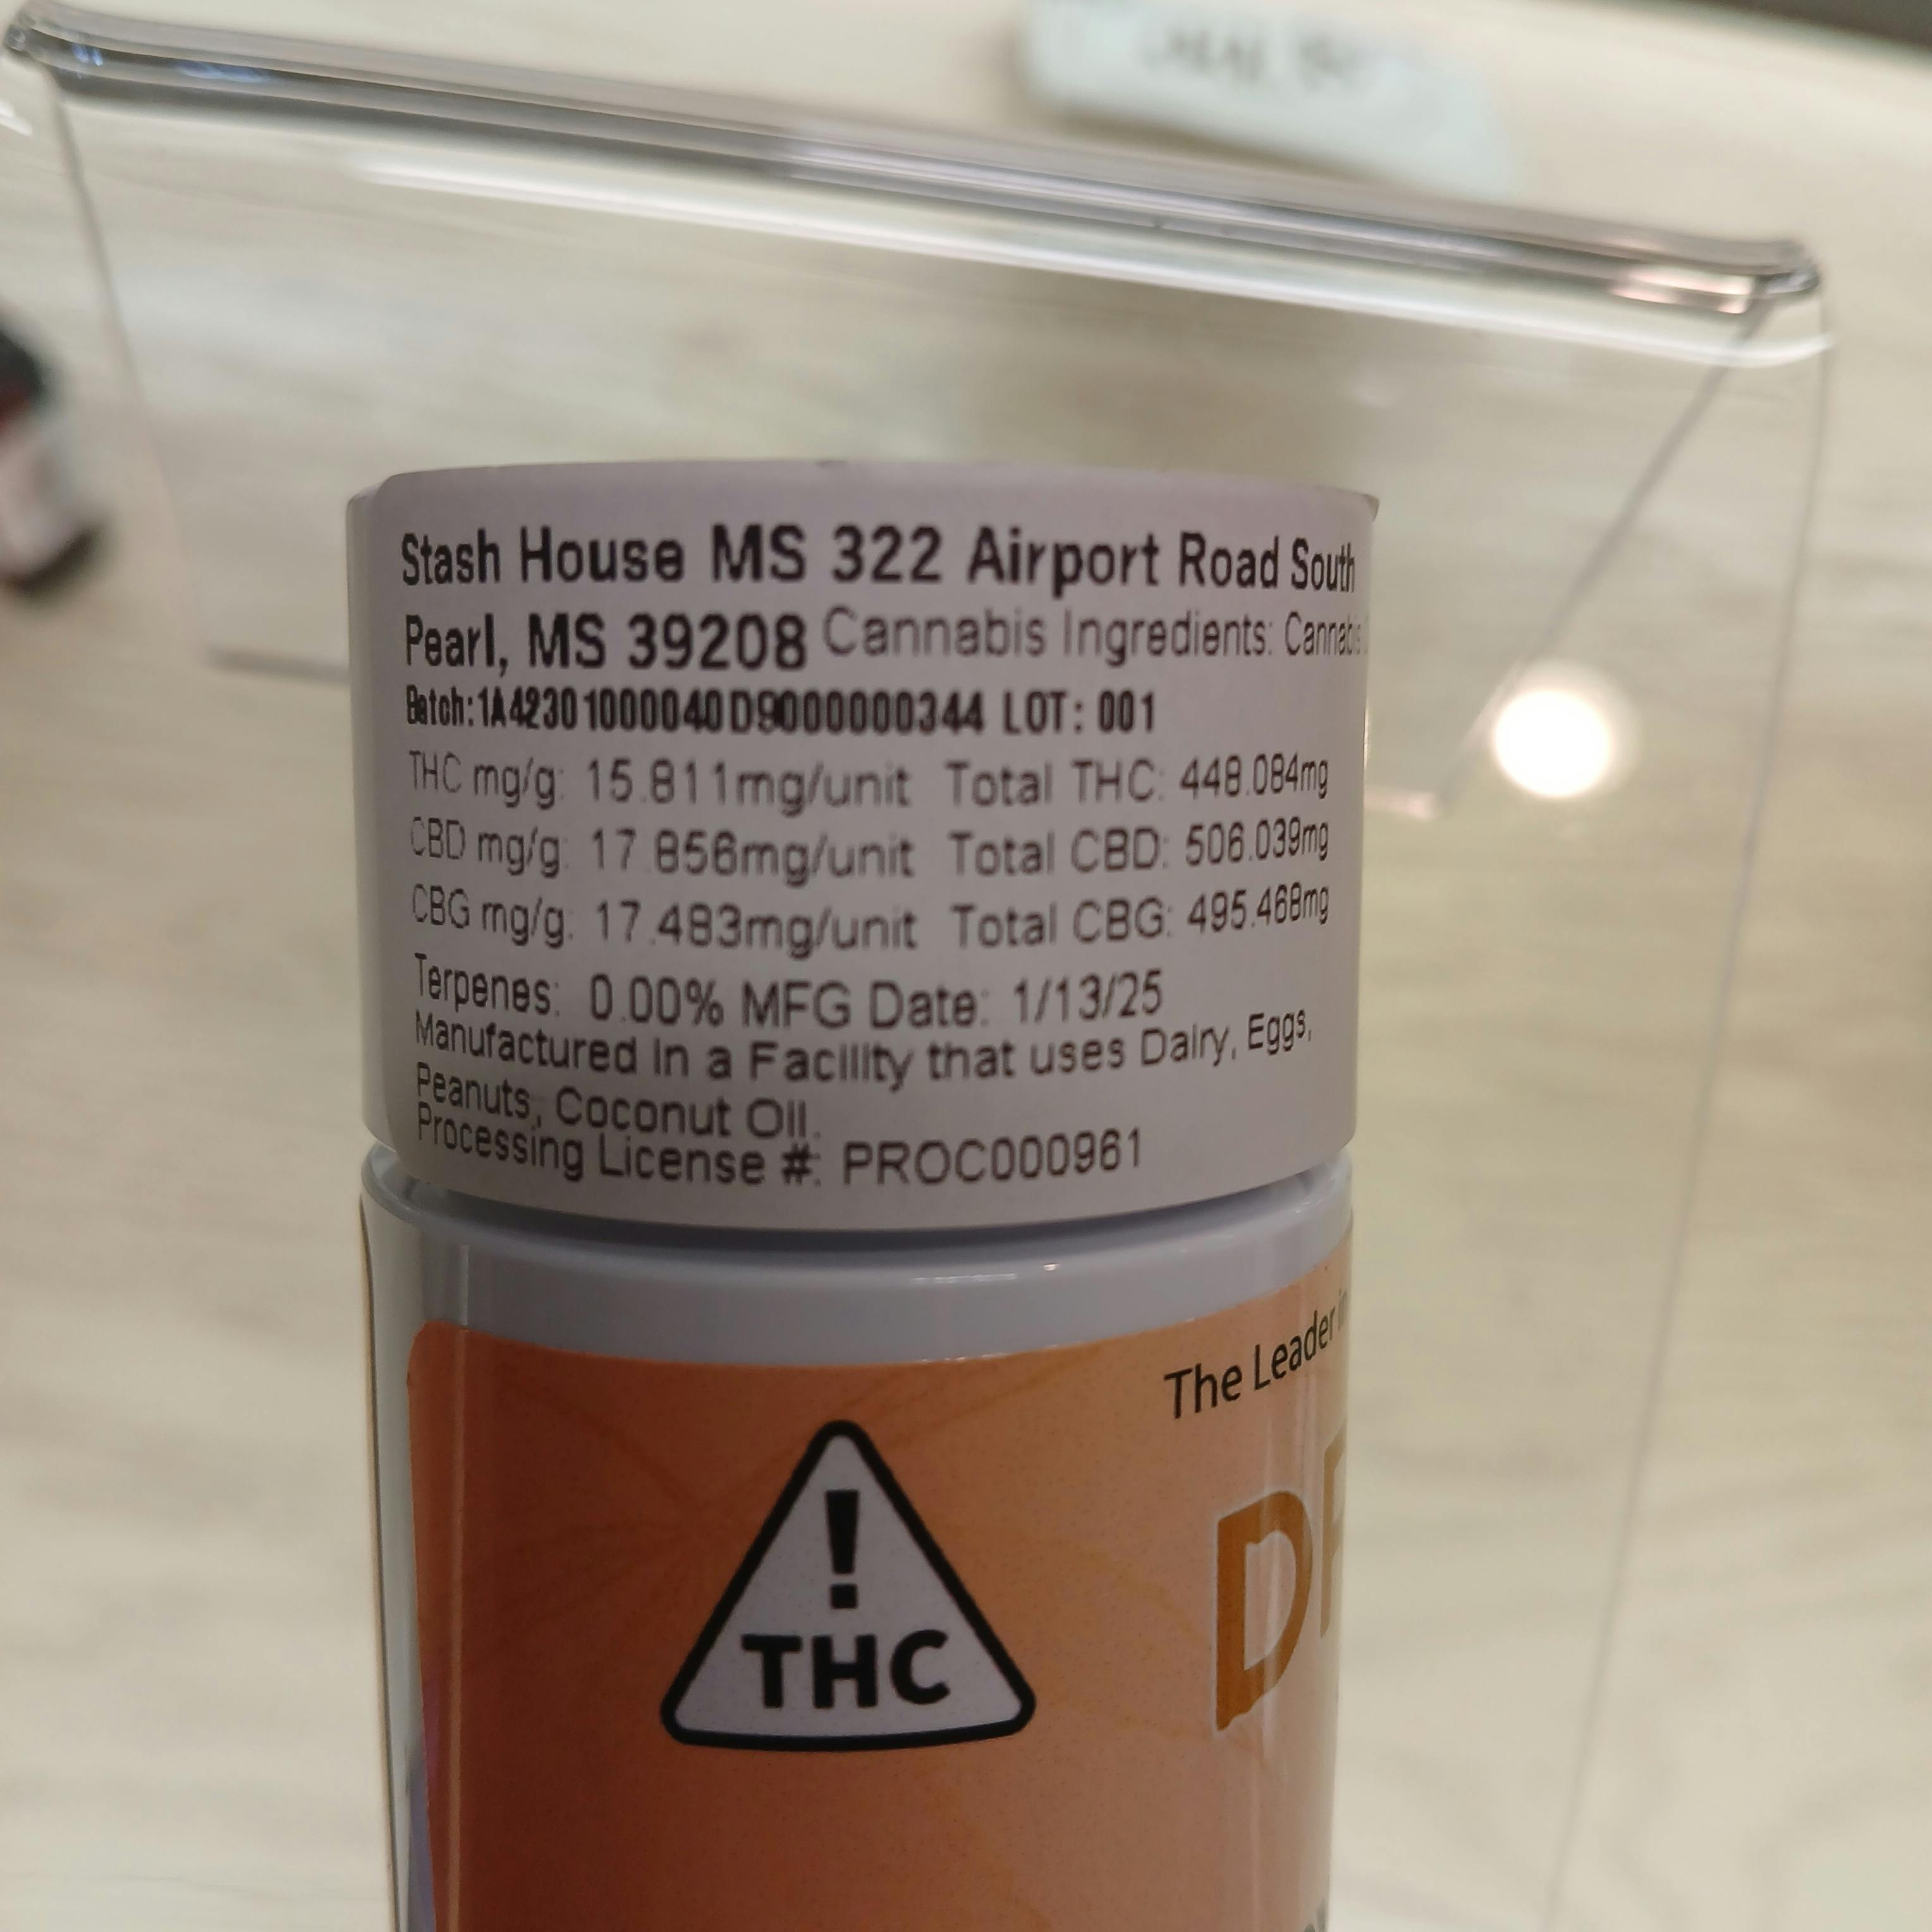 Stash House MS 322 Airport Road South
Pearl, MS 39208 Cannabis Ingredients: Cannabis
Batch:1A42301000040D9000000344 LOT: 001
THC mg/g: 15.811mg/unit Total THC: 448.084mg
CBD mg/g: 17.856mg/unit Total CBD: 506.039mg
CBG mg/g: 17.483mg/unit Total CBG: 495.468mg
Terpenes: 0.00% MFG Date: 1/13/25
Manufactured In a Facility that uses Dairy, Eggs,
Peanuts, Coconut Oil.
Processing License #: PROC000961
The Leader in
!
THC